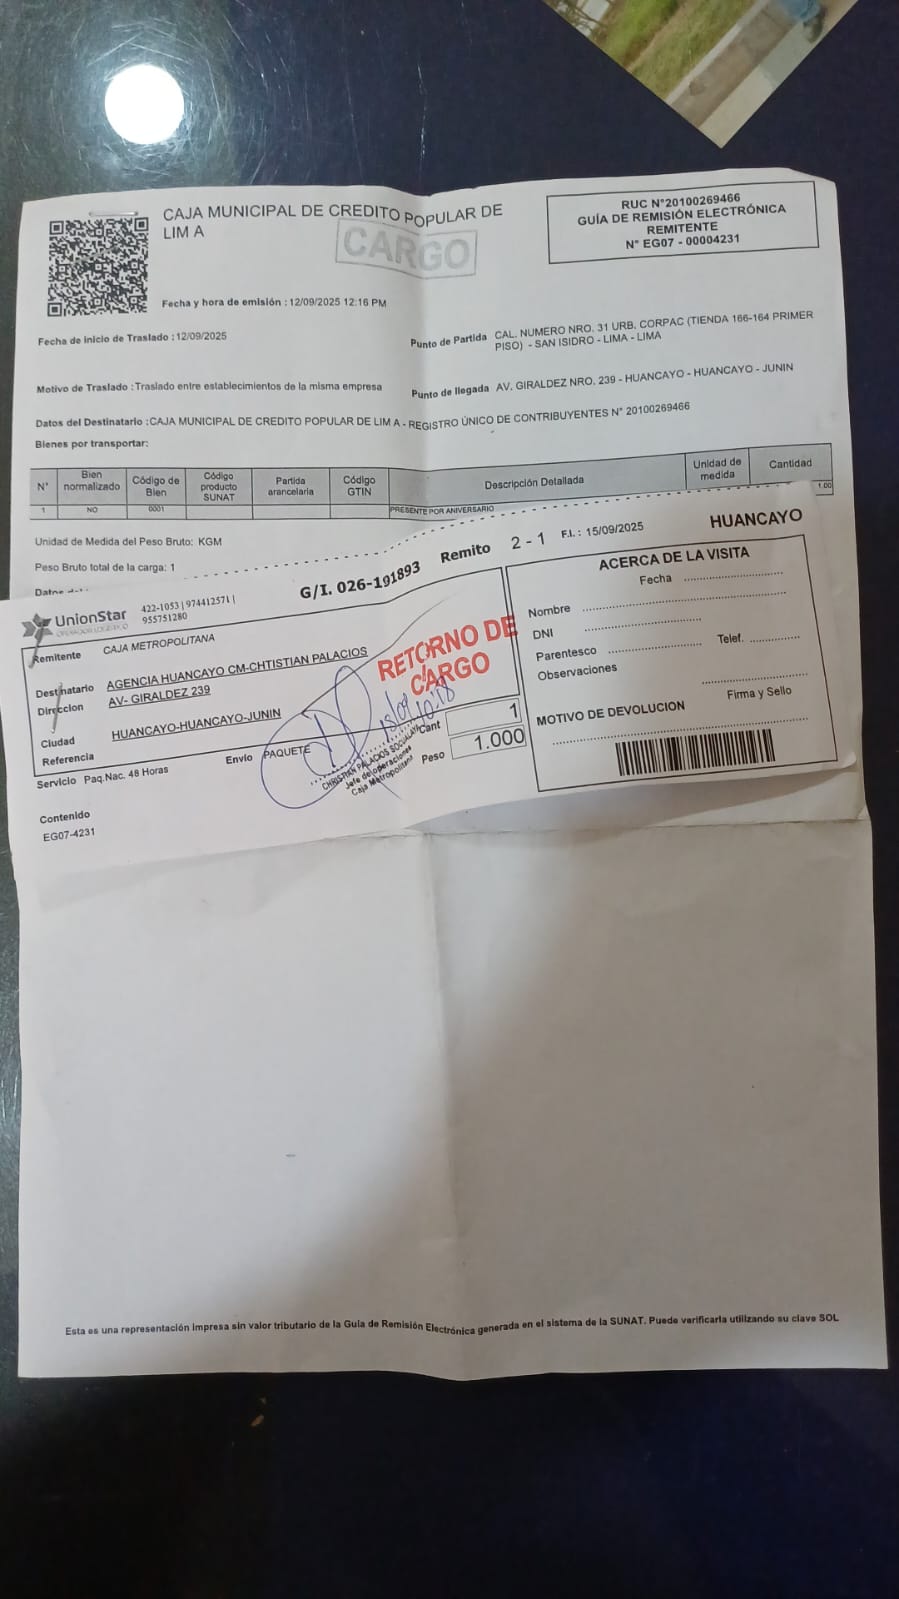 CAJA MUNICIPAL DE CREDITO POPULAR DE
LIM A
CARGO
RUC N°20100269466
GUÍA DE REMISIÓN ELECTRÓNICA
REMITENTE
N° EG07 - 00004231
Fecha y hora de emisión : 12/09/2025 12:16 PM
Fecha de inicio de Traslado : 12/09/2025
Punto de Partida CAL. NUMERO NRO. 31 URB. CORPAC (TIENDA 166-164 PRIMER
PISO) - SAN ISIDRO - LIMA - LIMA
Motivo de Traslado : Traslado entre establecimientos de la misma empresa
Punto de llegada AV. GIRALDEZ NRO. 239 - HUANCAYO - HUANCAYO - JUNIN
Datos del Destinatario : CAJA MUNICIPAL DE CREDITO POPULAR DE LIM A - REGISTRO ÚNICO DE CONTRIBUYENTES N° 20100269466
Bienes por transportar:
N° Bien normalizado Código de Bien Código producto SUNAT Partida arancelaria Código GTIN Descripción Detallada Unidad de medida Cantidad
1 NO 0001 PRESENTE POR ANIVERSARIO 1.00
Unidad de Medida del Peso Bruto: KGM
Peso Bruto total de la carga: 1
UnionStar
422-1053 | 974412571 |
955751280
G/I. 026-191893 Remito 2 - 1 F.I. : 15/09/2025 HUANCAYO
Remitente CAJA METROPOLITANA
Destinatario AGENCIA HUANCAYO CM-CHTISTIAN PALACIOS
Direccion AV- GIRALDEZ 239
Ciudad HUANCAYO-HUANCAYO-JUNIN
Referencia
Servicio Paq.Nac. 48 Horas
Envio PAQUETE
Cant 1
Peso 1.000
RETORNO DE
CARGO
15/09
10:18
Jefe de operaciones
Caja Metropolitana
Contenido
EG07-4231
ACERCA DE LA VISITA
Fecha
Nombre
DNI
Parentesco Telef.
Observaciones
Firma y Sello
MOTIVO DE DEVOLUCION
Esta es una representación impresa sin valor tributario de la Guía de Remisión Electrónica generada en el sistema de la SUNAT. Puede verificarla utilizando su clave SOL